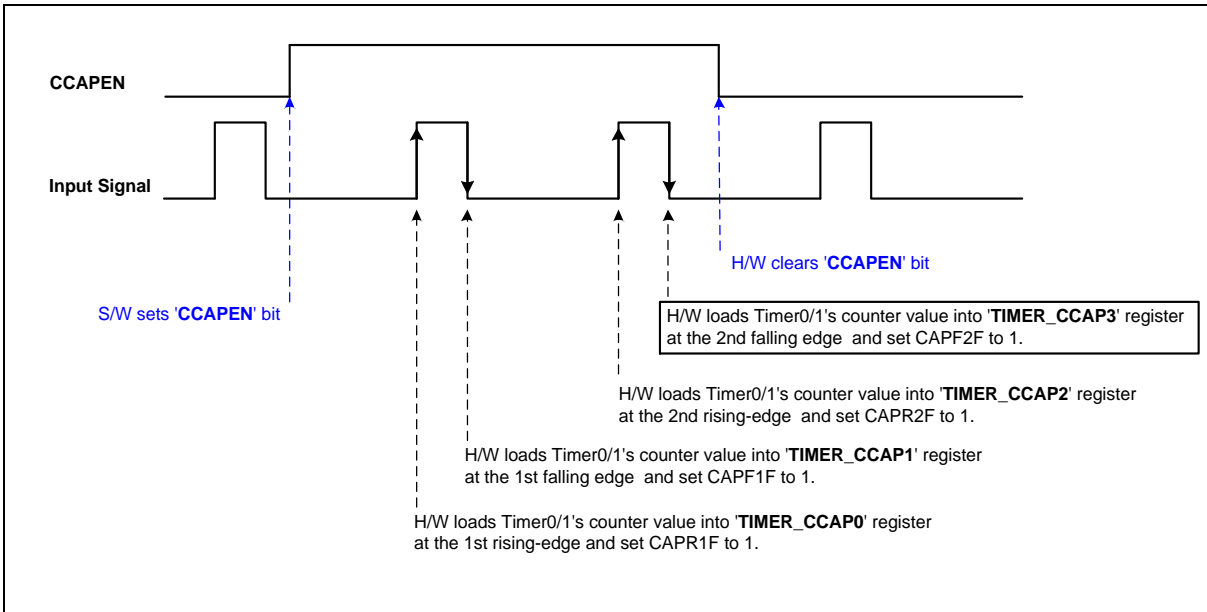 CCAPEN
Input Signal
H/W clears 'CCAPEN' bit
S/W sets 'CCAPEN' bit
H/W loads Timer0/1's counter value into 'TIMER_CCAP3' register
at the 2nd falling edge  and set CAPF2F to 1.
H/W loads Timer0/1's counter value into 'TIMER_CCAP2' register
at the 2nd rising-edge  and set CAPR2F to 1.
H/W loads Timer0/1's counter value into 'TIMER_CCAP1' register
at the 1st falling edge  and set CAPF1F to 1.
H/W loads Timer0/1's counter value into 'TIMER_CCAP0' register
at the 1st rising-edge and set CAPR1F to 1.